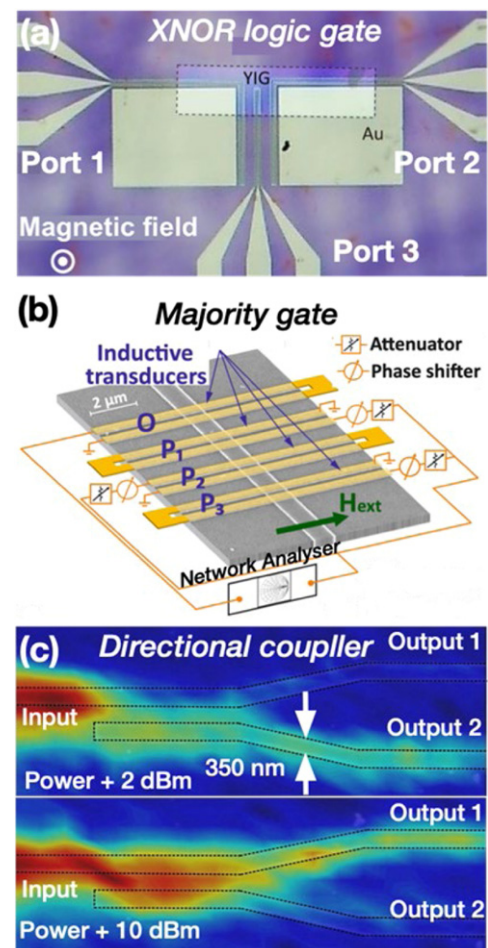 (a) XNOR logic gate
YIG
Au
Port 1
Port 2
Magnetic field
Port 3
(b) Majority gate
Inductive
transducers
Attenuator
Phase shifter
2 μm
O
P1
P2
P3
Hext
Network Analyser
(c) Directional coupller
Output 1
Input
Output 2
350 nm
Power + 2 dBm
Output 1
Input
Output 2
Power + 10 dBm